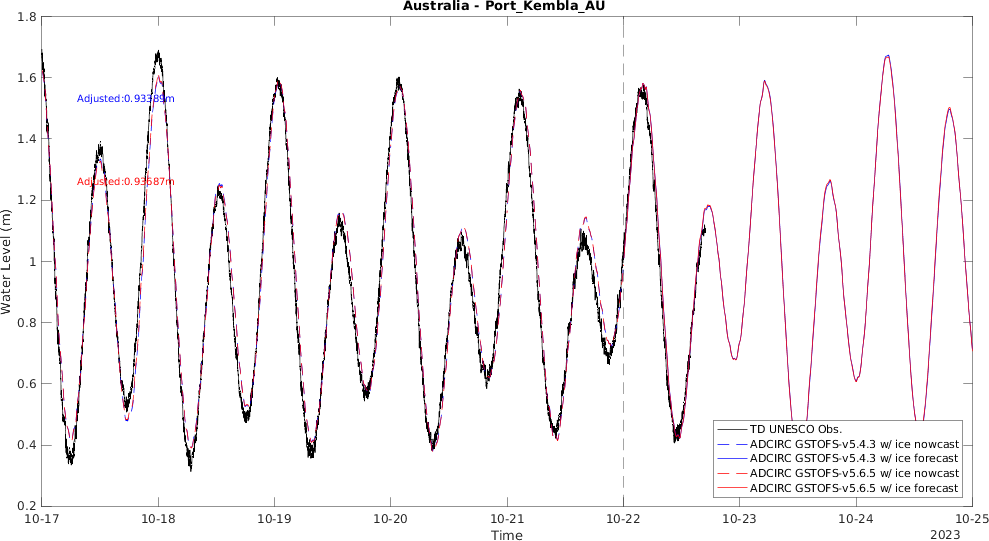 Australia - Port_Kembla_AU
1.8
1.6
1.4
1.2
1
0.8
0.6
0.4
0.2
Water Level (m)
Adjusted:0.93389m
Adjusted:0.93587m
TD UNESCO Obs.
ADCIRC GSTOFS-v5.4.3 w/ ice nowcast
ADCIRC GSTOFS-v5.4.3 w/ ice forecast
ADCIRC GSTOFS-v5.6.5 w/ ice nowcast
ADCIRC GSTOFS-v5.6.5 w/ ice forecast
10-17 10-18 10-19 10-20 10-21 10-22 10-23 10-24 10-25
Time
2023